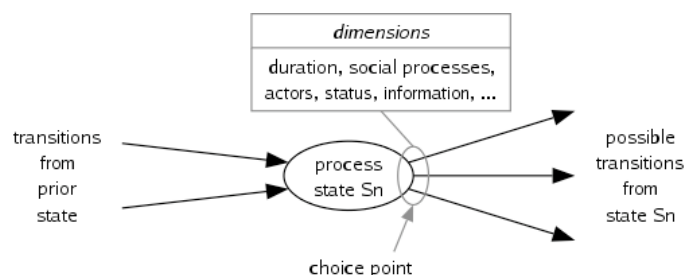 dimensions
duration, social processes,
actors, status, information, ...
transitions
from
prior
state
process
state Sn
possible
transitions
from
state Sn
choice point